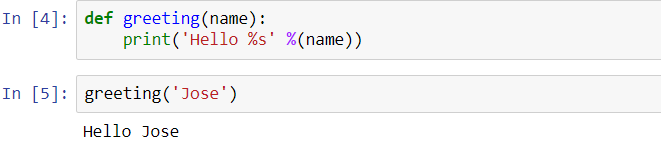 In [4]: def greeting(name):
    print('Hello %s' %(name))
In [5]: greeting('Jose')
Hello Jose